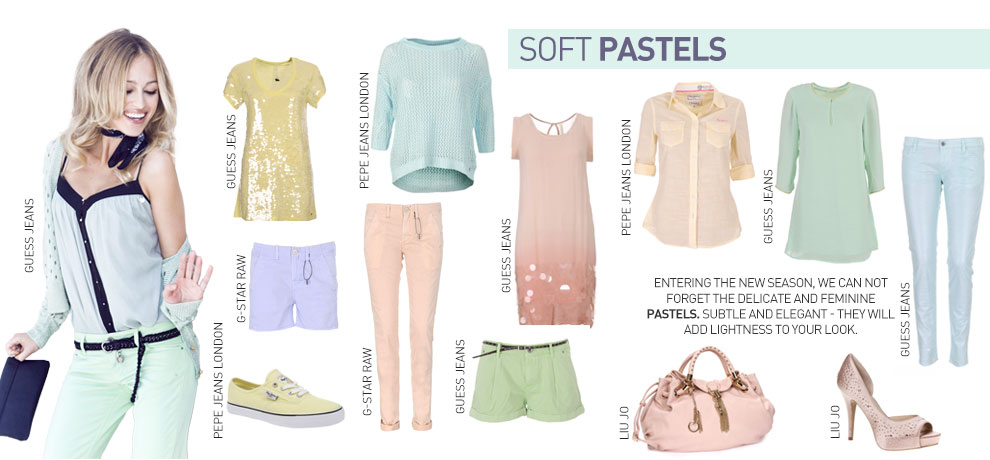 SOFT PASTELS
GUESS JEANS
GUESS JEANS
PEPE JEANS LONDON
GUESS JEANS
PEPE JEANS LONDON
GUESS JEANS
GUESS JEANS
G-STAR RAW
PEPE JEANS LONDON
G-STAR RAW
GUESS JEANS
ENTERING THE NEW SEASON, WE CAN NOT
FORGET THE DELICATE AND FEMININE
PASTELS. SUBTLE AND ELEGANT - THEY WILL
ADD LIGHTNESS TO YOUR LOOK.
LIU JO
LIU JO